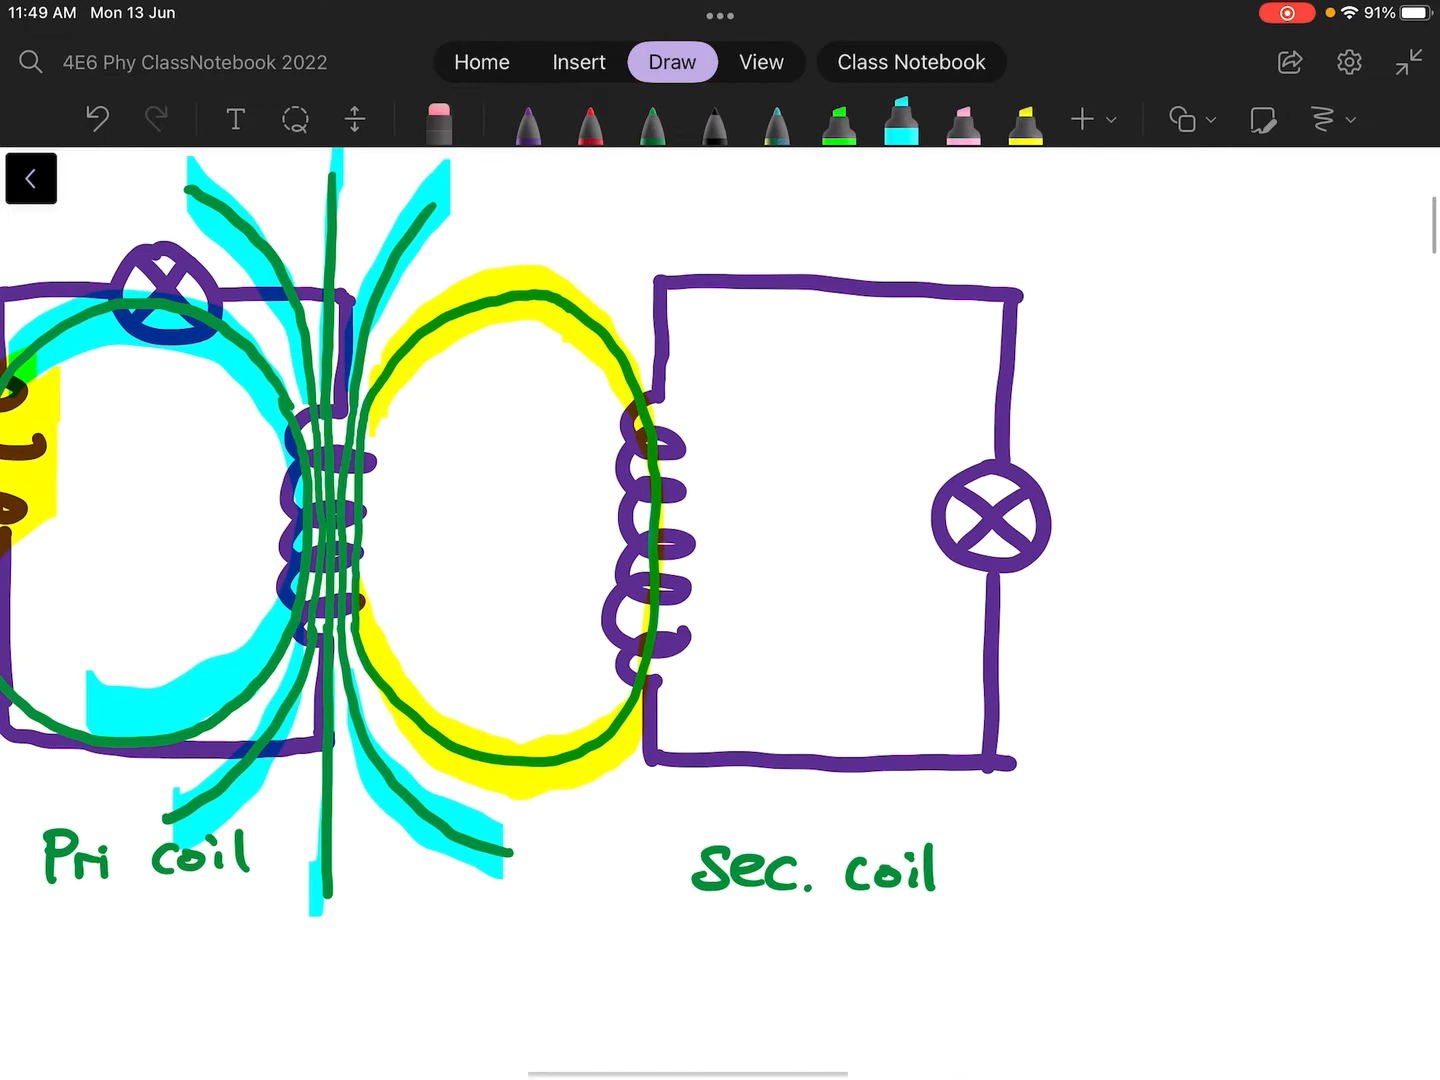 11:49 AM Mon 13 Jun
91%
4E6 Phy ClassNotebook 2022
Home Insert Draw View Class Notebook
T
Pri coil
Sec. coil